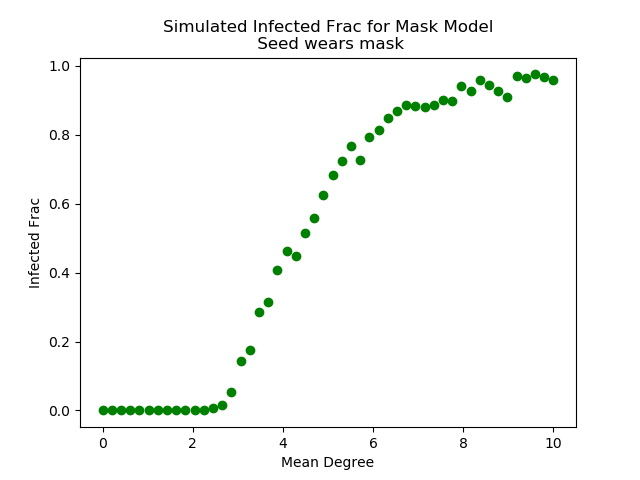 Simulated Infected Frac for Mask Model
Seed wears mask
1.0
0.8
0.6
0.4
0.2
0.0
Infected Frac
0 2 4 6 8 10
Mean Degree